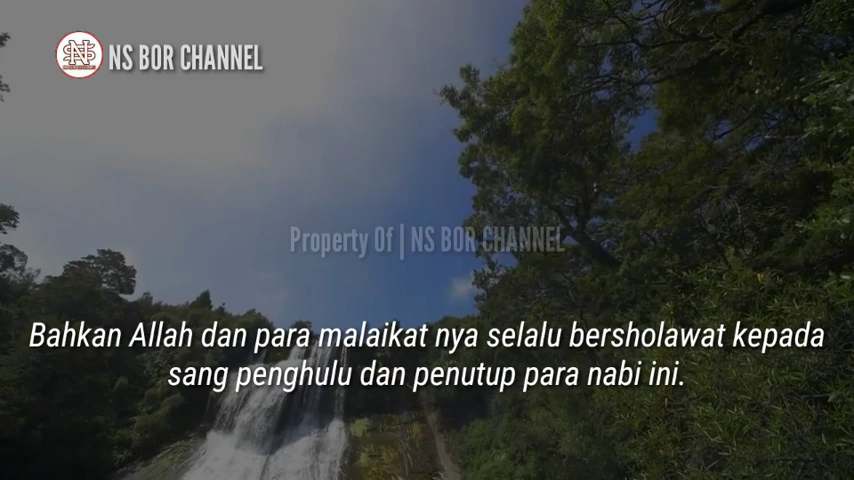 NS BOR CHANNEL
Property Of | NS BOR CHANNEL
Bahkan Allah dan para malaikat nya selalu bersholawat kepada
sang penghulu dan penutup para nabi ini.